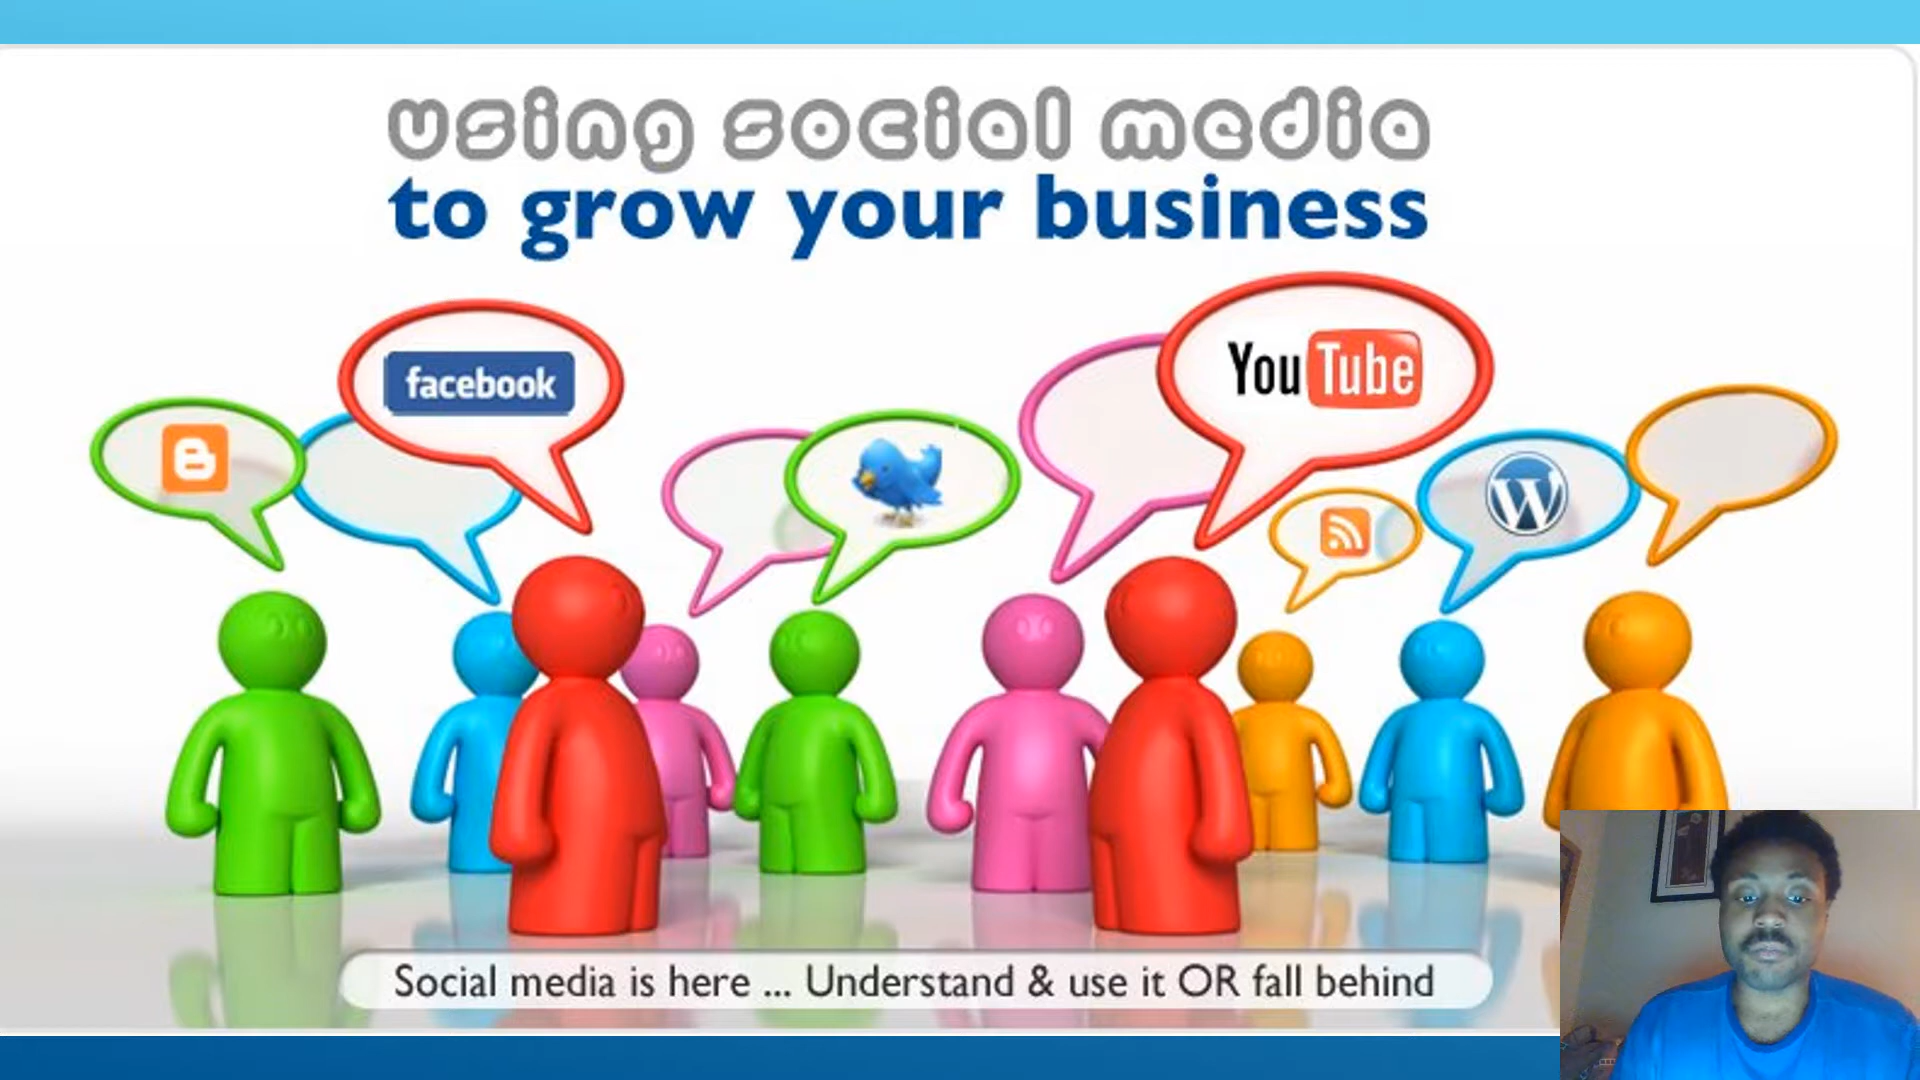 using social media
to grow your business
facebook
YouTube
B
W
Social media is here ... Understand & use it OR fall behind